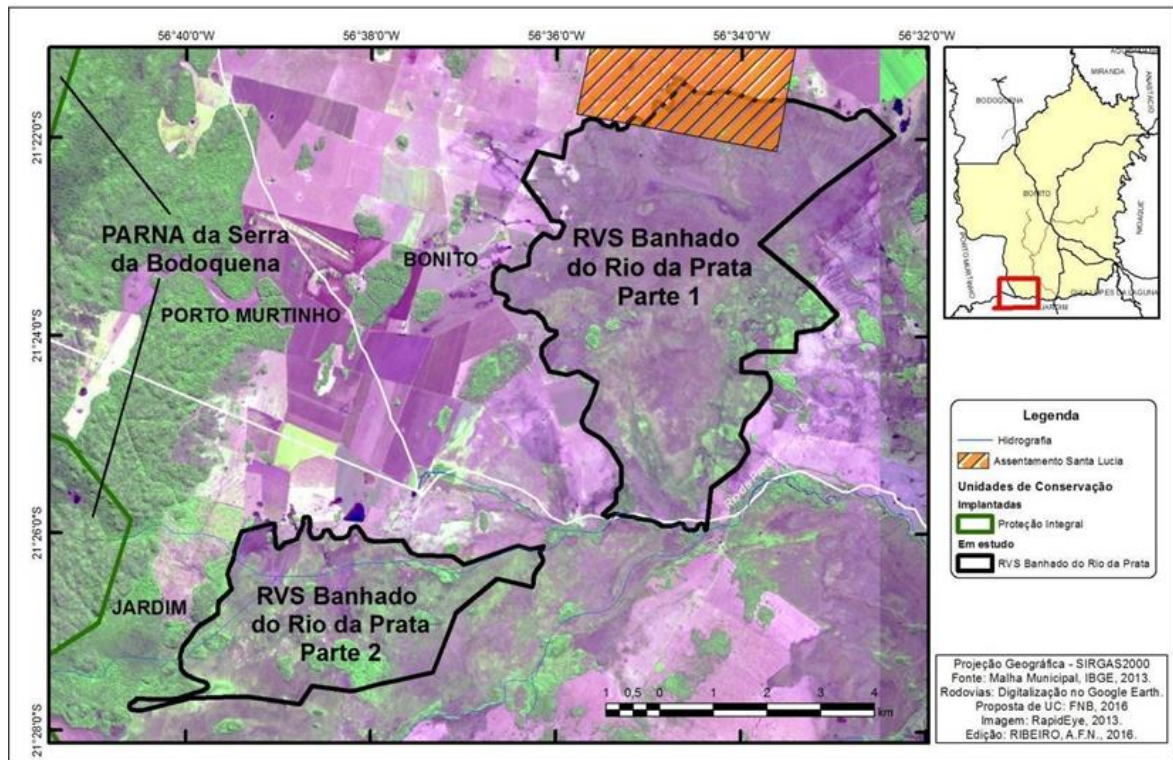 56°40'0"W 56°38'0"W 56°36'0"W 56°34'0"W 56°32'0"W
21°22'0"S
21°24'0"S
21°26'0"S
21°28'0"S
PARNA da Serra
da Bodoquena
BONITO
PORTO MURTINHO
JARDIM
RVS Banhado
do Rio da Prata
Parte 1
RVS Banhado
do Rio da Prata
Parte 2
1 0,5 0 1 2 3 4
km
MIRANDA
BODOQUENA
BONITO
NIOAQUE
PORTO MURTINHO
JARDIM
Legenda
Hidrografia
Assentamento Santa Lucia
Unidades de Conservação
Implantadas
Proteção Integral
Em estudo
RVS Banhado do Rio da Prata
Projeção Geográfica - SIRGAS2000
Fonte: Malha Municipal, IBGE, 2013.
Rodovias: Digitalização no Google Earth.
Proposta de UC: FNB, 2016
Imagem: RapidEye, 2013.
Edição: RIBEIRO, A.F.N., 2016.